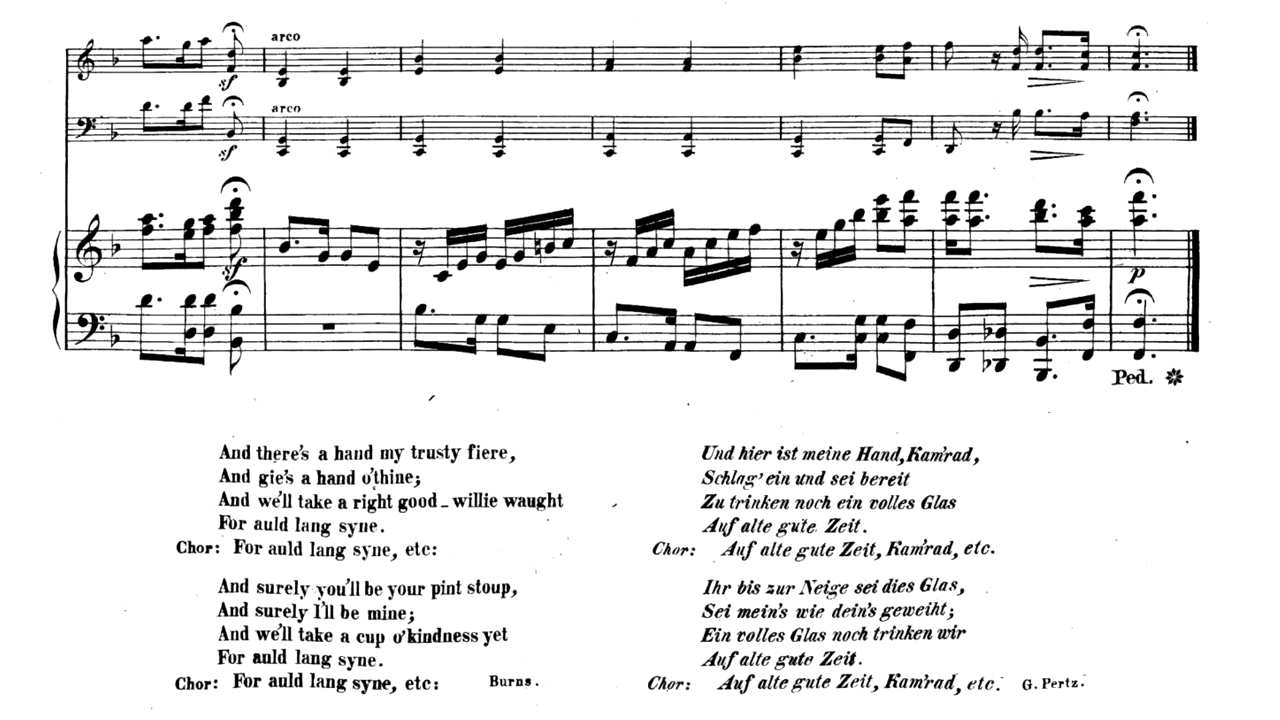 arco
sf
arco
sf
sf
p
Ped.
And there's a hand my trusty fiere,
And gie's a hand o'thine;
And we'll take a right good-willie waught
For auld lang syne.
Chor: For auld lang syne, etc:
And surely you'll be your pint stoup,
And surely I'll be mine;
And we'll take a cup o'kindness yet
For auld lang syne.
Chor: For auld lang syne, etc: Burns.
Und hier ist meine Hand, Kam'rad,
Schlag' ein und sei bereit
Zu trinken noch ein volles Glas
Auf alte gute Zeit.
Chor: Auf alte gute Zeit, Kam'rad, etc.
Ihr bis zur Neige sei dies Glas,
Sei mein's wie dein's geweiht;
Ein volles Glas noch trinken wir
Auf alte gute Zeit.
Chor: Auf alte gute Zeit, Kam'rad, etc. G. Pertz.